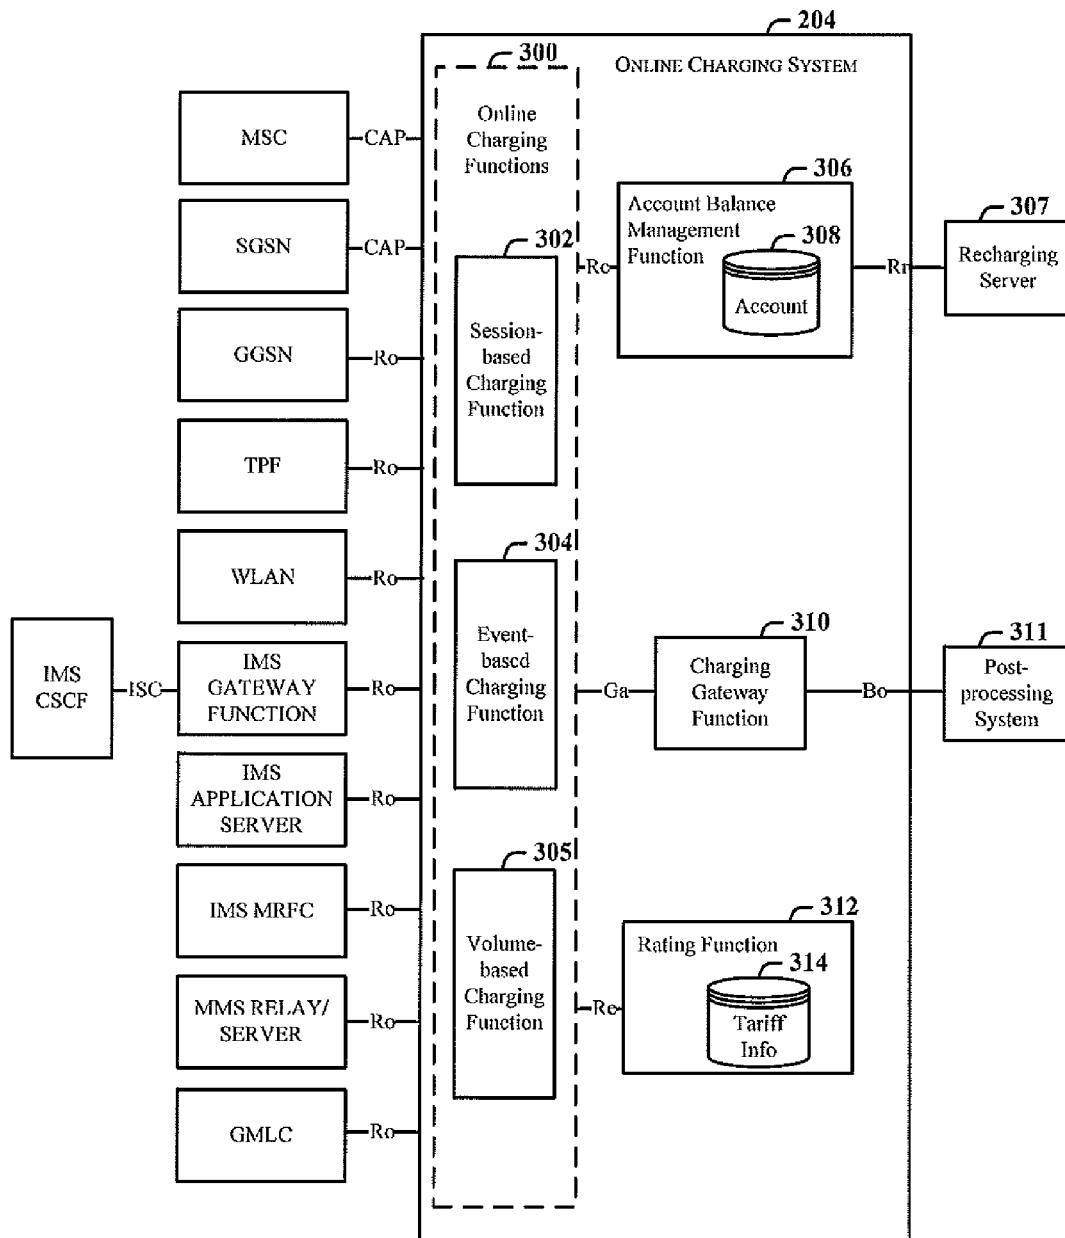 204
ONLINE CHARGING SYSTEM
300
Online
Charging
Functions
MSC
CAP
SGSN
CAP
GGSN
Ro
TPF
Ro
WLAN
Ro
IMS
CSCF
ISC
IMS
GATEWAY
FUNCTION
Ro
IMS
APPLICATION
SERVER
Ro
IMS MRFC
Ro
MMS RELAY/
SERVER
Ro
GMLC
Ro
302
Session-
based
Charging
Function
304
Event-
based
Charging
Function
305
Volume-
based
Charging
Function
Rc
306
Account Balance
Management
Function
308
Account
Rr
307
Recharging
Server
Ga
310
Charging
Gateway
Function
Bo
311
Post-
processing
System
Re
312
Rating Function
314
Tariff
Info